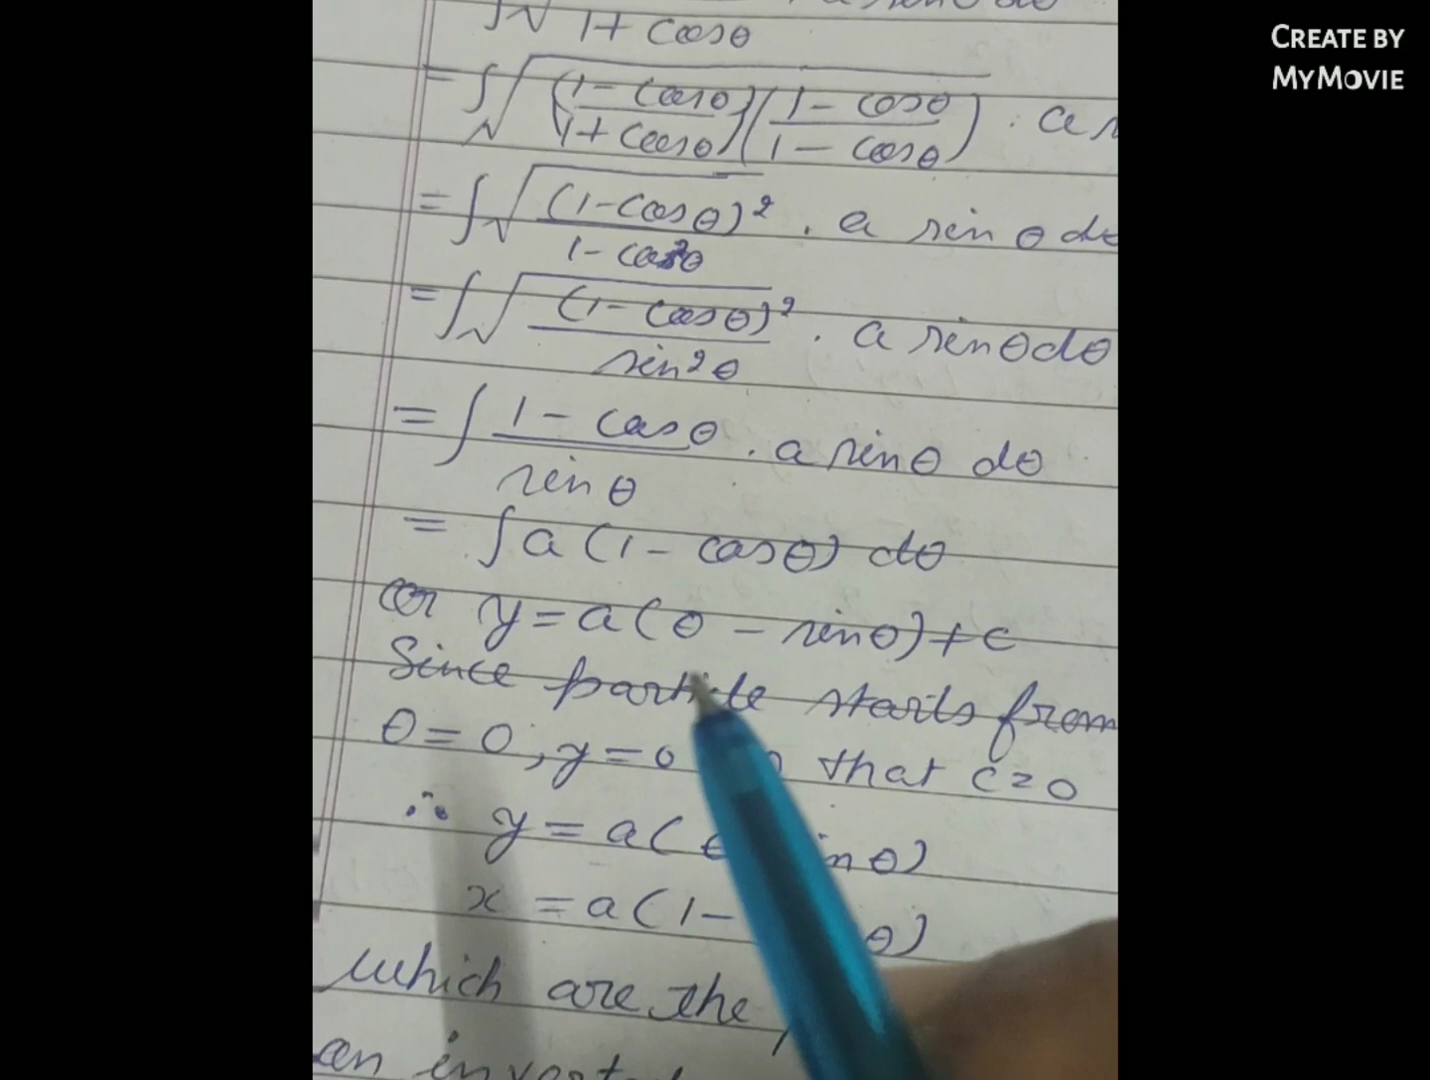 ∫√ 1+ cosθ
= ∫√(1- cosθ / 1+ cosθ)(1- cosθ / 1- cosθ) . a
= ∫√(1-cosθ)² / 1- cos²θ . a sin θ
= ∫√(1- cosθ)² / sin²θ . a sinθdθ
= ∫ 1- cosθ / sinθ . a sinθ dθ
= ∫a(1- cosθ) dθ
or y=a(θ - sinθ)+c
Since particle starts from
θ=0, y=0 that c=0
∴ y=a( θ)
x =a(1- θ)
which are the
an
CREATE BY
MYMOVIE